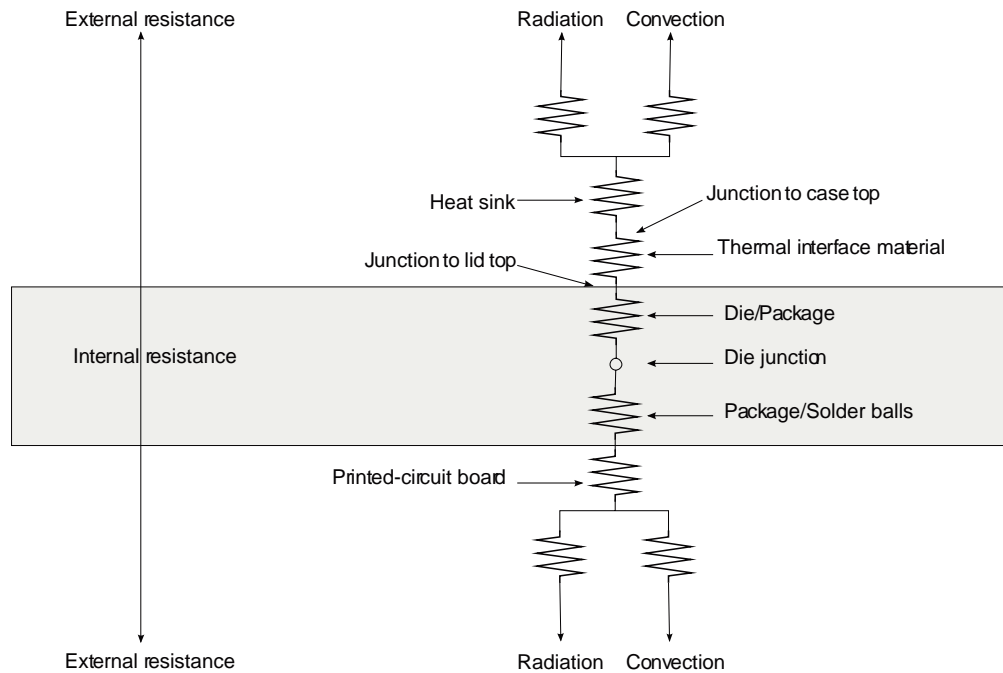 External resistance
Radiation
Convection
Heat sink
Junction to case top
Thermal interface material
Junction to lid top
Die/Package
Internal resistance
Die junction
Package/Solder balls
Printed-circuit board
External resistance
Radiation
Convection